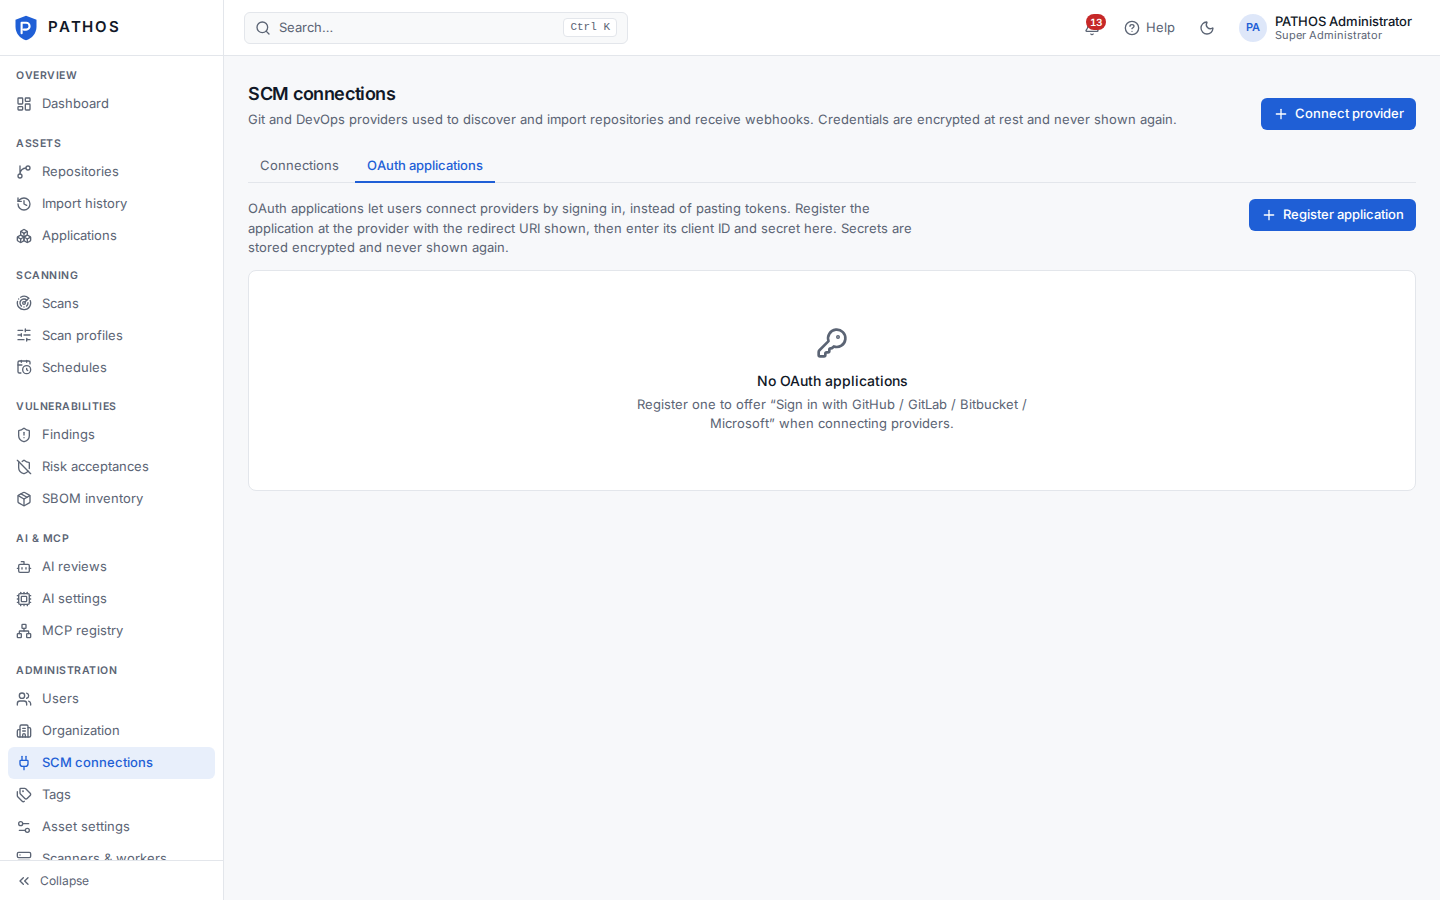 PATHOS
Search...
Ctrl K
13
Help
PA
PATHOS Administrator
Super Administrator
OVERVIEW
Dashboard
ASSETS
Repositories
Import history
Applications
SCANNING
Scans
Scan profiles
Schedules
VULNERABILITIES
Findings
Risk acceptances
SBOM inventory
AI & MCP
AI reviews
AI settings
MCP registry
ADMINISTRATION
Users
Organization
SCM connections
Tags
Asset settings
Scanners & workers
Collapse
SCM connections
Git and DevOps providers used to discover and import repositories and receive webhooks. Credentials are encrypted at rest and never shown again.
Connect provider
Connections
OAuth applications
OAuth applications let users connect providers by signing in, instead of pasting tokens. Register the
application at the provider with the redirect URI shown, then enter its client ID and secret here. Secrets are
stored encrypted and never shown again.
Register application
No OAuth applications
Register one to offer “Sign in with GitHub / GitLab / Bitbucket /
Microsoft” when connecting providers.